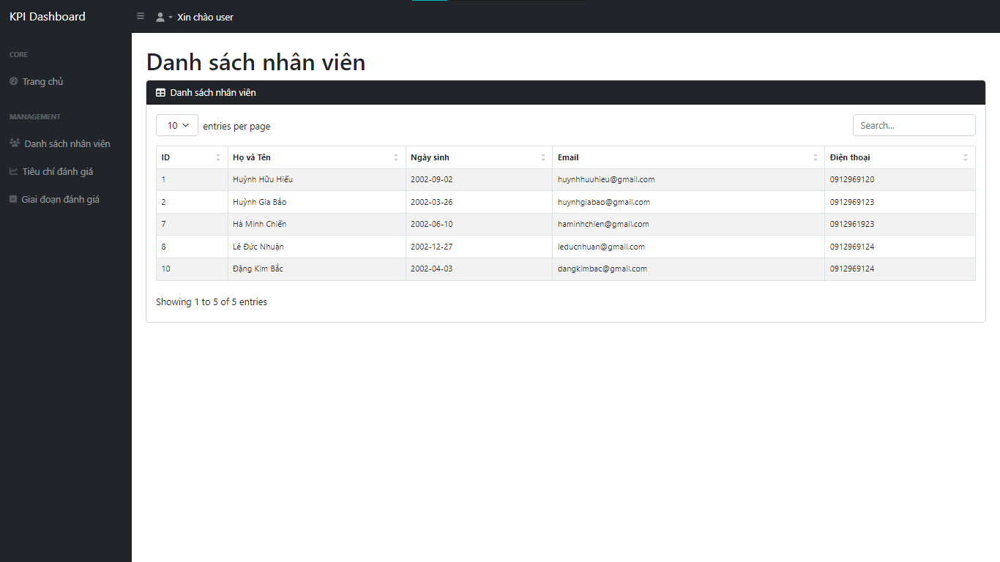 KPI Dashboard
Xin chào user
CORE
Trang chủ
MANAGEMENT
Danh sách nhân viên
Tiêu chí đánh giá
Giai đoạn đánh giá
Danh sách nhân viên
Danh sách nhân viên
10 entries per page
Search...
ID Họ và Tên Ngày sinh Email Điện thoại
1 Huỳnh Hữu Hiếu 2002-09-02 huynhhuuhieu@gmail.com 0912969120
2 Huỳnh Gia Bảo 2002-03-26 huynhgiabao@gmail.com 0912969123
7 Hà Minh Chiến 2002-06-10 haminhchien@gmail.com 0912961923
8 Lê Đức Nhuận 2002-12-27 leducnhuan@gmail.com 0912969124
10 Đặng Kim Bắc 2002-04-03 dangkimbac@gmail.com 0912969124
Showing 1 to 5 of 5 entries